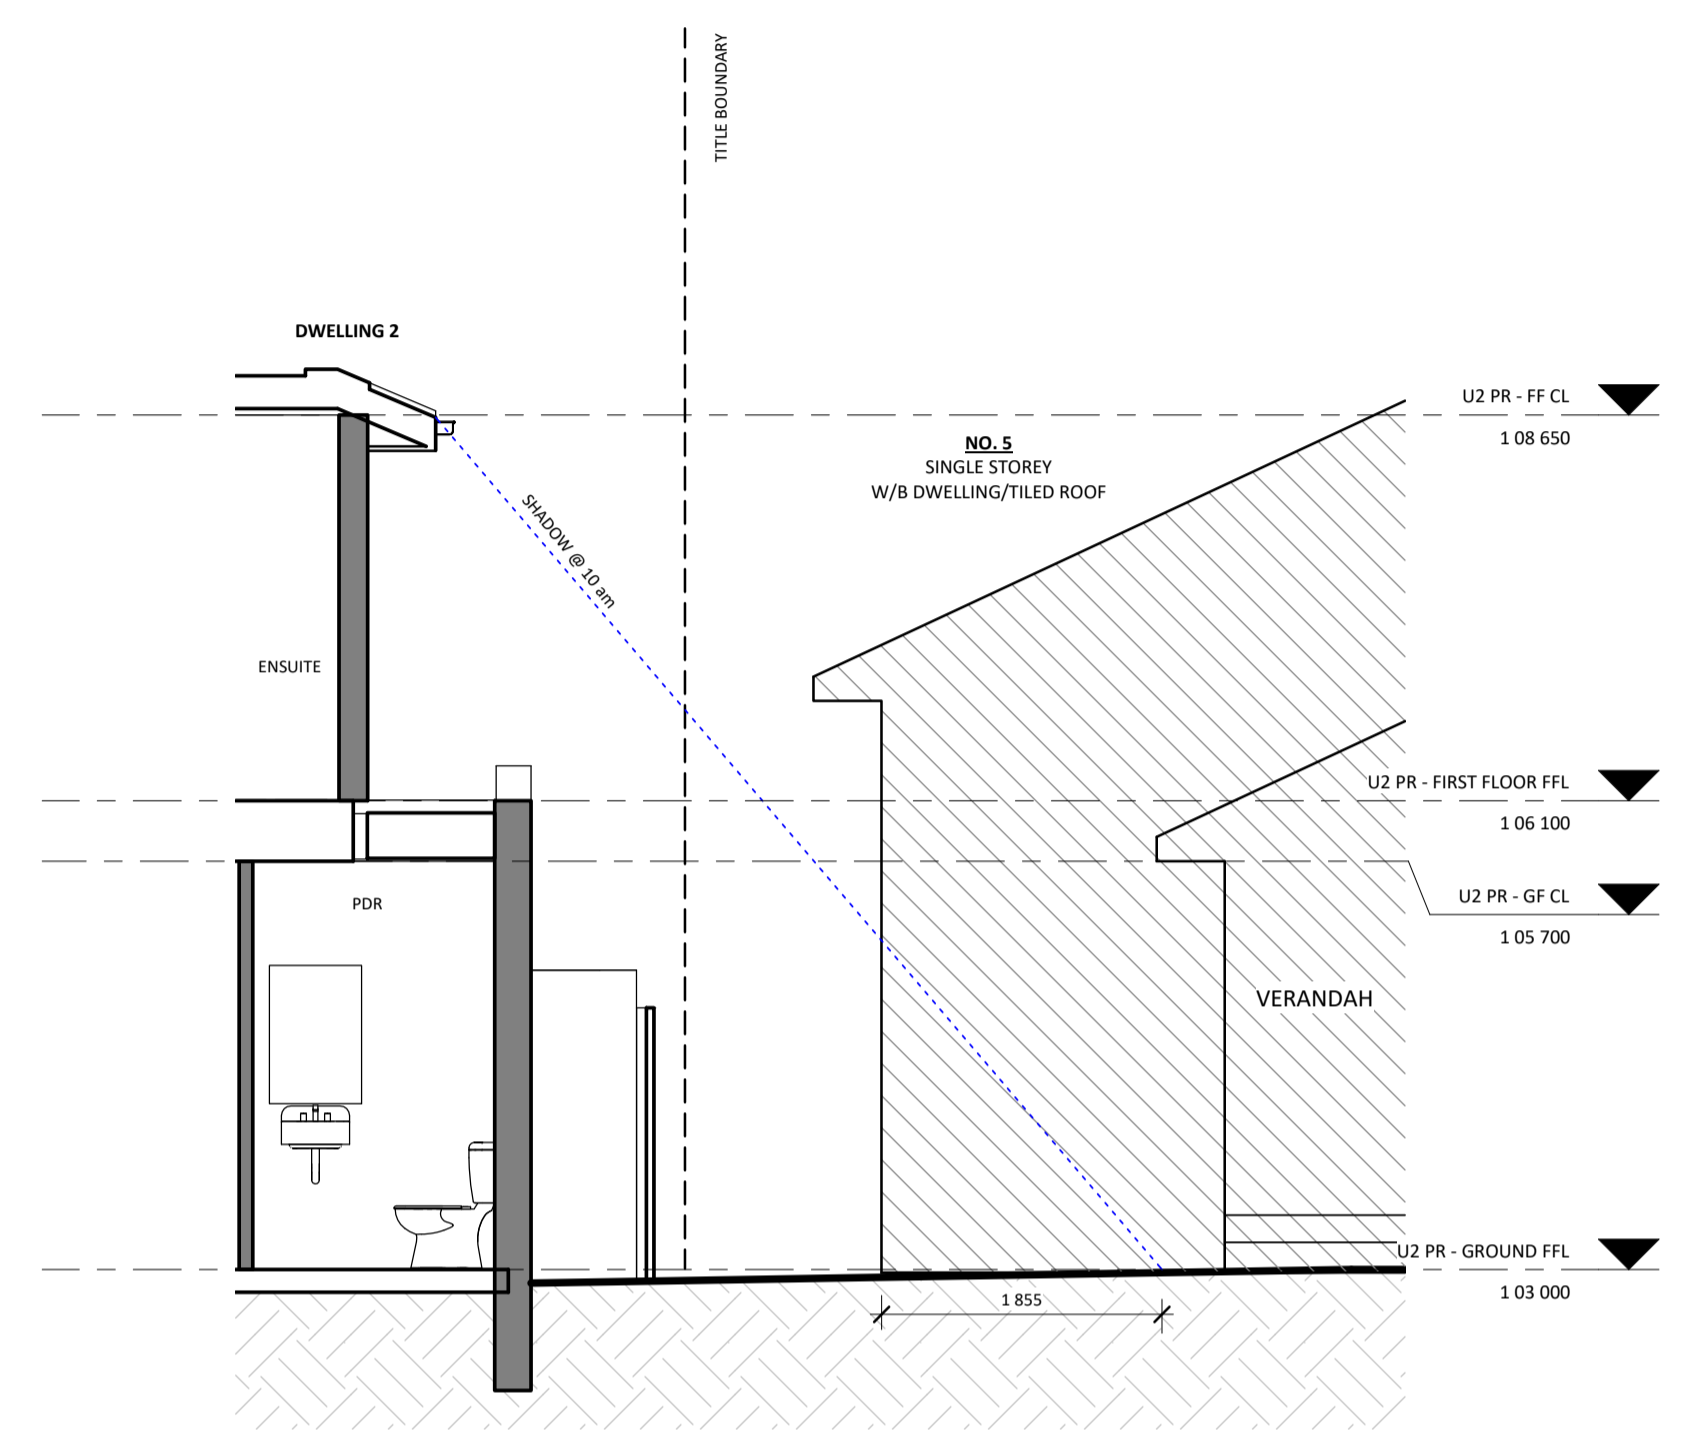 TITLE BOUNDARY
DWELLING 2
U2 PR - FF CL
1 08 650
NO. 5
SINGLE STOREY
W/B DWELLING/TILED ROOF
SHADOW @ 10 am
ENSUITE
U2 PR - FIRST FLOOR FFL
1 06 100
PDR
U2 PR - GF CL
1 05 700
VERANDAH
U2 PR - GROUND FFL
1 03 000
1 855